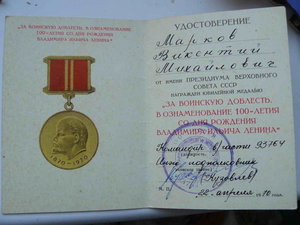 "ЗА ВОИНСКУЮ ДОБЛЕСТЬ.
В ОЗНАМЕНОВАНИЕ
100-ЛЕТИЯ
СО ДНЯ РОЖДЕНИЯ
ВЛАДИМИРА ИЛЬИЧА ЛЕНИНА"
1870-1970
УДОСТОВЕРЕНИЕ
Марков
Викентий
Михайлович
от имени ПРЕЗИДИУМА ВЕРХОВНОГО
СОВЕТА СССР
НАГРАЖДЕН ЮБИЛЕЙНОЙ МЕДАЛЬЮ
"ЗА ВОИНСКУЮ ДОБЛЕСТЬ.
В ОЗНАМЕНОВАНИЕ 100-ЛЕТИЯ
СО ДНЯ РОЖДЕНИЯ
ВЛАДИМИРА ИЛЬИЧА ЛЕНИНА"
Командир в/части 93764
подполковник
22 апреля 1970 г.